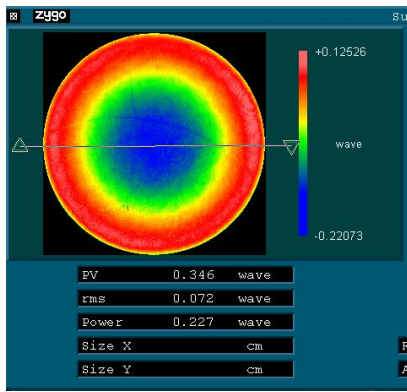 zygo
Su
+0.12526
wave
-0.22073
PV 0.346 wave
rms 0.072 wave
Power 0.227 wave
Size X cm
R
Size Y cm
A